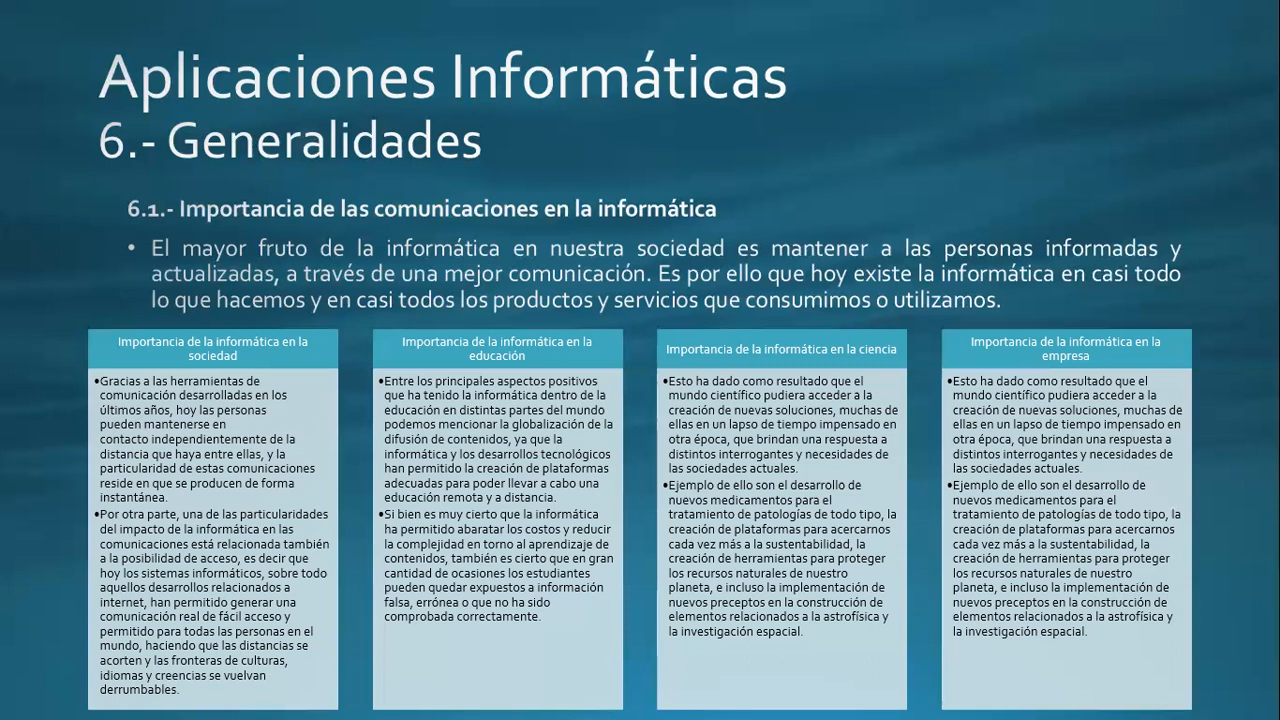 Aplicaciones Informáticas
6.- Generalidades
6.1.- Importancia de las comunicaciones en la informática
• El mayor fruto de la informática en nuestra sociedad es mantener a las personas informadas y
actualizadas, a través de una mejor comunicación. Es por ello que hoy existe la informática en casi todo
lo que hacemos y en casi todos los productos y servicios que consumimos o utilizamos.
Importancia de la informática en la
sociedad
•Gracias a las herramientas de
comunicación desarrolladas en los
últimos años, hoy las personas
pueden mantenerse en
contacto independientemente de la
distancia que haya entre ellas, y la
particularidad de estas comunicaciones
reside en que se producen de forma
instantánea.
•Por otra parte, una de las particularidades
del impacto de la informática en las
comunicaciones está relacionada también
a la posibilidad de acceso, es decir que
hoy los sistemas informáticos, sobre todo
aquellos desarrollos relacionados a
internet, han permitido generar una
comunicación real de fácil acceso y
permitido para todas las personas en el
mundo, haciendo que las distancias se
acorten y las fronteras de culturas,
idiomas y creencias se vuelvan
derrumbables.
Importancia de la informática en la
educación
•Entre los principales aspectos positivos
que ha tenido la informática dentro de la
educación en distintas partes del mundo
podemos mencionar la globalización de la
difusión de contenidos, ya que la
informática y los desarrollos tecnológicos
han permitido la creación de plataformas
adecuadas para poder llevar a cabo una
educación remota y a distancia.
•Si bien es muy cierto que la informática
ha permitido abaratar los costos y reducir
la complejidad en torno al aprendizaje de
contenidos, también es cierto que en gran
cantidad de ocasiones los estudiantes
pueden quedar expuestos a información
falsa, errónea o que no ha sido
comprobada correctamente.
Importancia de la informática en la ciencia
•Esto ha dado como resultado que el
mundo científico pudiera acceder a la
creación de nuevas soluciones, muchas de
ellas en un lapso de tiempo impensado en
otra época, que brindan una respuesta a
distintos interrogantes y necesidades de
las sociedades actuales.
•Ejemplo de ello son el desarrollo de
nuevos medicamentos para el
tratamiento de patologías de todo tipo, la
creación de plataformas para acercarnos
cada vez más a la sustentabilidad, la
creación de herramientas para proteger
los recursos naturales de nuestro
planeta, e incluso la implementación de
nuevos preceptos en la construcción de
elementos relacionados a la astrofísica y
la investigación espacial.
Importancia de la informática en la
empresa
•Esto ha dado como resultado que el
mundo científico pudiera acceder a la
creación de nuevas soluciones, muchas de
ellas en un lapso de tiempo impensado en
otra época, que brindan una respuesta a
distintos interrogantes y necesidades de
las sociedades actuales.
•Ejemplo de ello son el desarrollo de
nuevos medicamentos para el
tratamiento de patologías de todo tipo, la
creación de plataformas para acercarnos
cada vez más a la sustentabilidad, la
creación de herramientas para proteger
los recursos naturales de nuestro
planeta, e incluso la implementación de
nuevos preceptos en la construcción de
elementos relacionados a la astrofísica y
la investigación espacial.